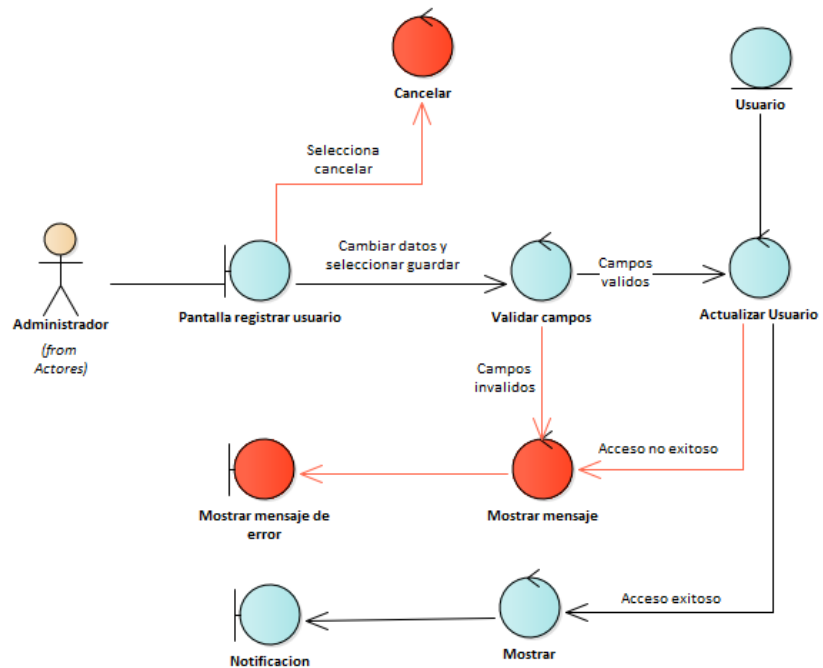 Cancelar
Usuario
Selecciona
cancelar
Cambiar datos y
seleccionar guardar
Campos
validos
Administrador
(from
Actores)
Pantalla registrar usuario
Validar campos
Actualizar Usuario
Campos
invalidos
Acceso no exitoso
Mostrar mensaje de
error
Mostrar mensaje
Acceso exitoso
Notificacion
Mostrar